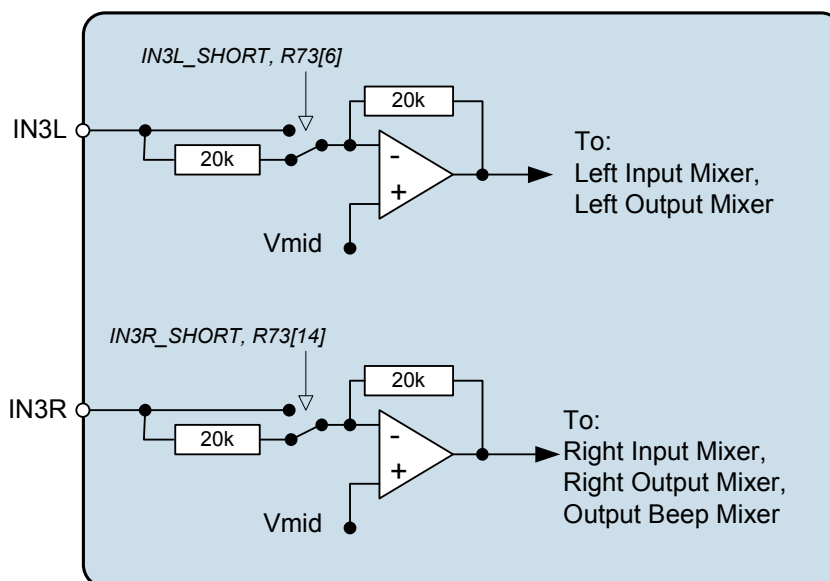 IN3L_SHORT, R73[6]
20k
IN3L
20k
-
+
Vmid
To:
Left Input Mixer,
Left Output Mixer
IN3R_SHORT, R73[14]
20k
IN3R
20k
-
+
Vmid
To:
Right Input Mixer,
Right Output Mixer,
Output Beep Mixer